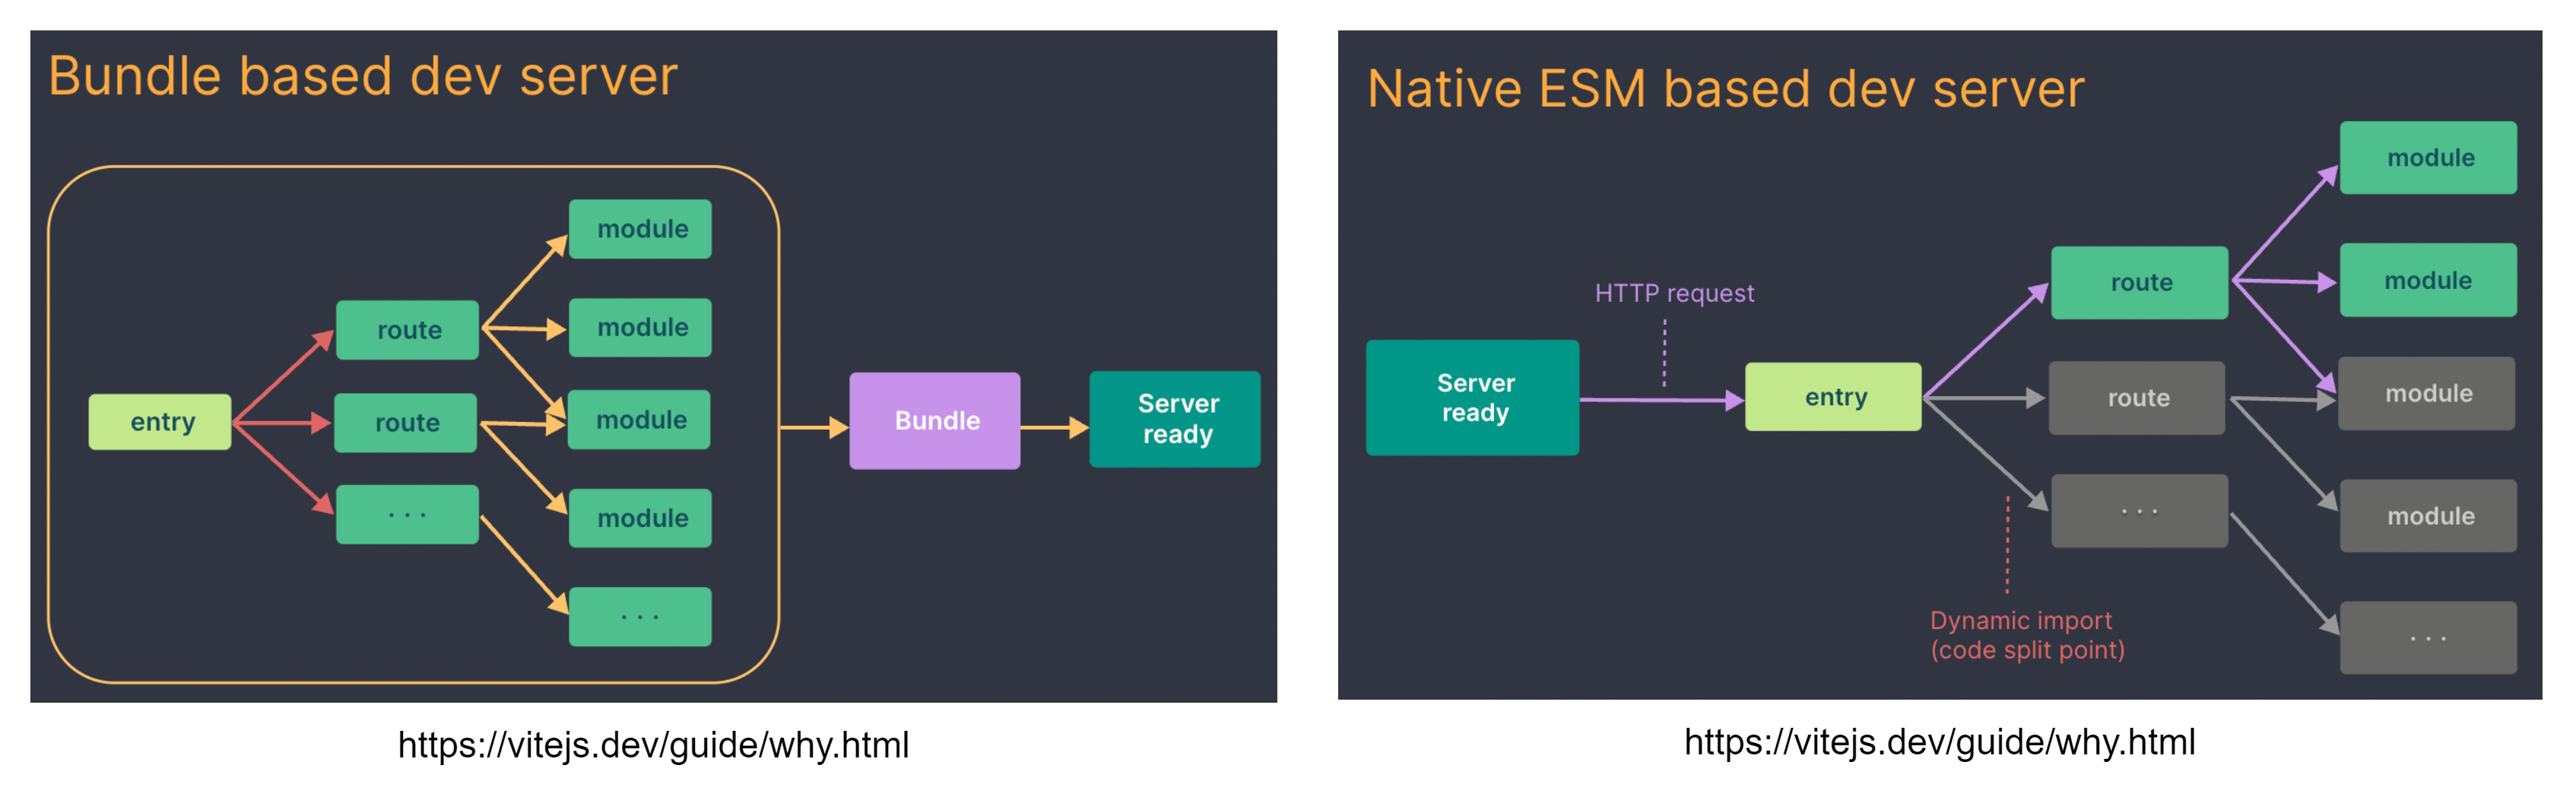 Bundle based dev server
module
module
route
entry
route
module
. . .
module
. . .
Bundle
Server
ready
https://vitejs.dev/guide/why.html
Native ESM based dev server
module
HTTP request
route
module
Server
ready
entry
route
module
. . .
module
Dynamic import
(code split point)
. . .
https://vitejs.dev/guide/why.html